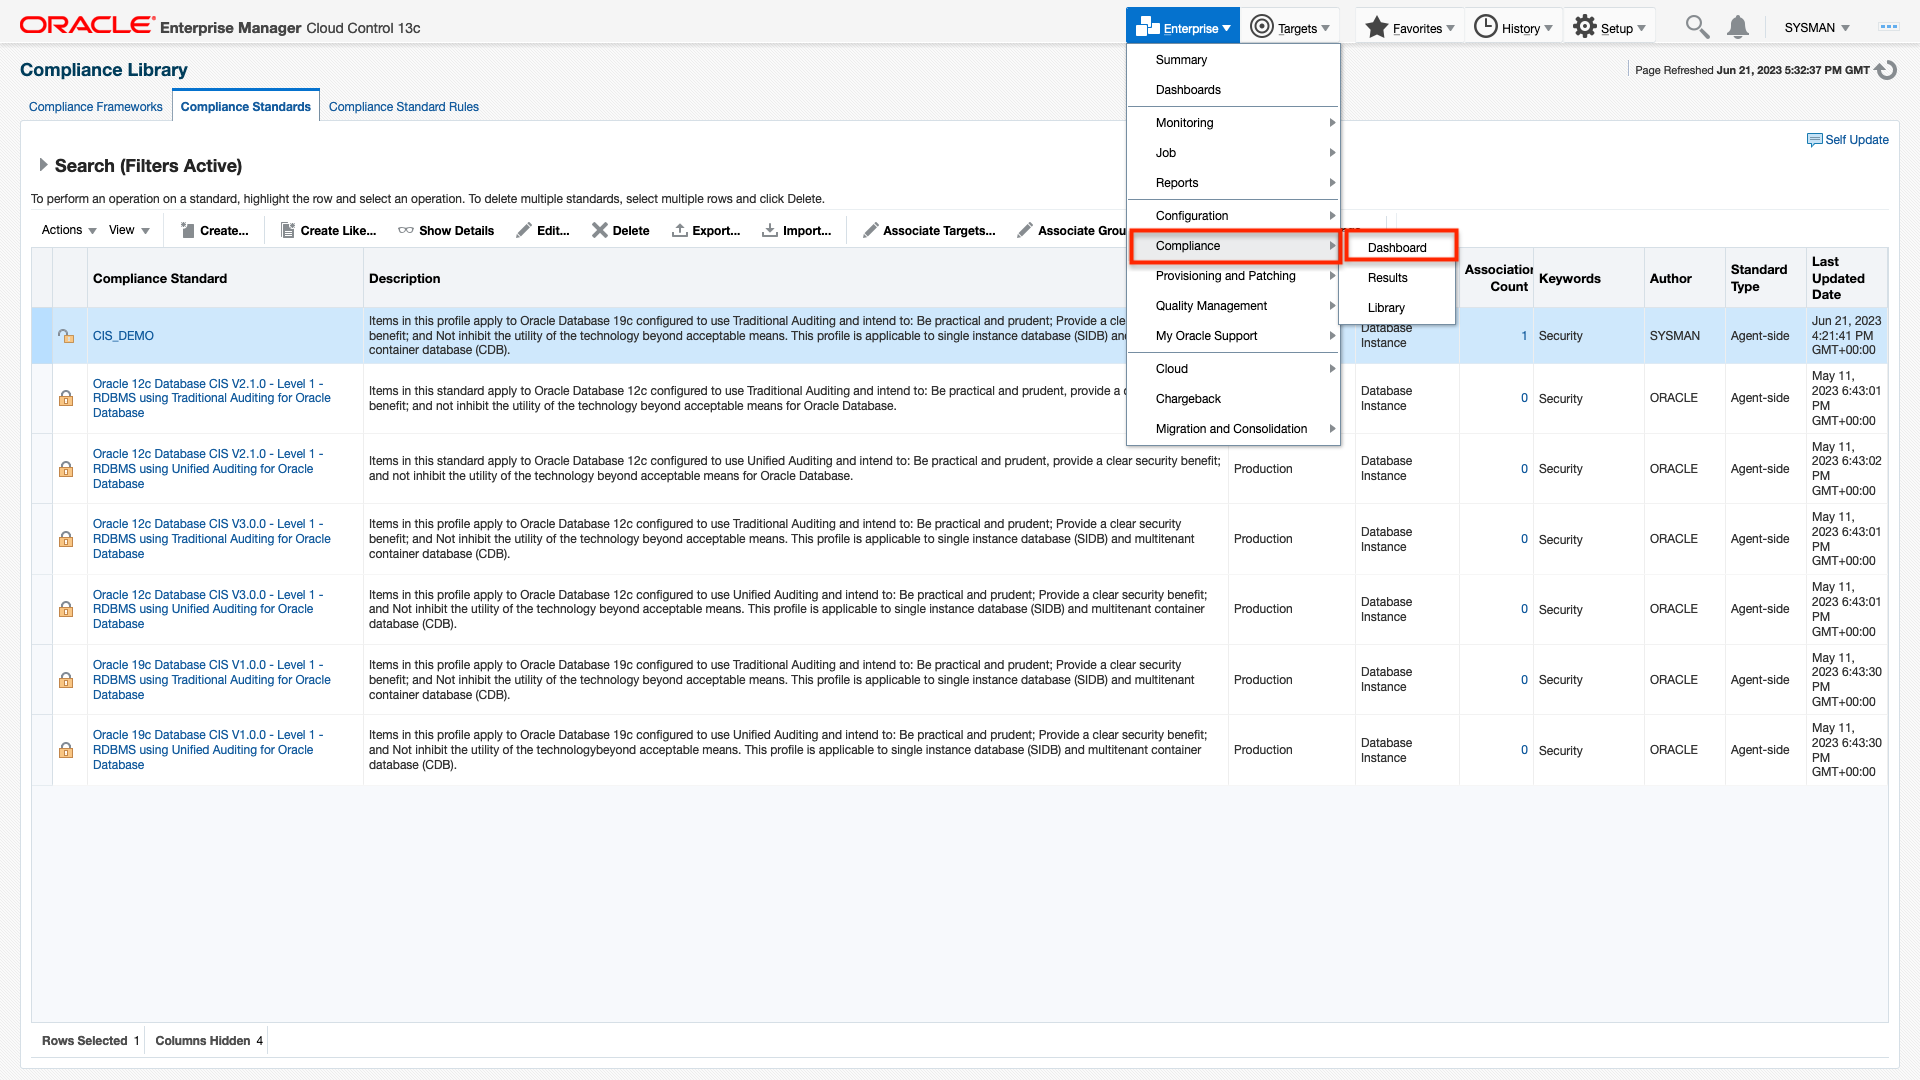 ORACLE Enterprise Manager Cloud Control 13c
Enterprise
Targets
Favorites
History
Setup
SYSMAN
Compliance Library
Page Refreshed Jun 21, 2023 5:32:37 PM GMT
Compliance Frameworks
Compliance Standards
Compliance Standard Rules
Self Update
Search (Filters Active)
To perform an operation on a standard, highlight the row and select an operation. To delete multiple standards, select multiple rows and click Delete.
Actions
View
Create...
Create Like...
Show Details
Edit...
Delete
Export...
Import...
Associate Targets...
Associate Grou
Summary
Dashboards
Monitoring
Job
Reports
Configuration
Compliance
Provisioning and Patching
Quality Management
My Oracle Support
Cloud
Chargeback
Migration and Consolidation
Dashboard
Results
Library
Compliance Standard
Description
Association
Count
Keywords
Author
Standard
Type
Last
Updated
Date
CIS_DEMO
Items in this profile apply to Oracle Database 19c configured to use Traditional Auditing and intend to: Be practical and prudent; Provide a clea
benefit; and Not inhibit the utility of the technology beyond acceptable means. This profile is applicable to single instance database (SIDB) and
container database (CDB).
Database
Instance
1
Security
SYSMAN
Agent-side
Jun 21, 2023
4:21:41 PM
GMT+00:00
Oracle 12c Database CIS V2.1.0 - Level 1 -
RDBMS using Traditional Auditing for Oracle
Database
Items in this standard apply to Oracle Database 12c configured to use Traditional Auditing and intend to: Be practical and prudent, provide a c
benefit; and not inhibit the utility of the technology beyond acceptable means for Oracle Database.
Database
Instance
0
Security
ORACLE
Agent-side
May 11,
2023 6:43:01
PM
GMT+00:00
Oracle 12c Database CIS V2.1.0 - Level 1 -
RDBMS using Unified Auditing for Oracle
Database
Items in this standard apply to Oracle Database 12c configured to use Unified Auditing and intend to: Be practical and prudent, provide a clear security benefit;
and not inhibit the utility of the technology beyond acceptable means for Oracle Database.
Production
Database
Instance
0
Security
ORACLE
Agent-side
May 11,
2023 6:43:02
PM
GMT+00:00
Oracle 12c Database CIS V3.0.0 - Level 1 -
RDBMS using Traditional Auditing for Oracle
Database
Items in this profile apply to Oracle Database 12c configured to use Traditional Auditing and intend to: Be practical and prudent; Provide a clear security
benefit; and Not inhibit the utility of the technology beyond acceptable means. This profile is applicable to single instance database (SIDB) and multitenant
container database (CDB).
Production
Database
Instance
0
Security
ORACLE
Agent-side
May 11,
2023 6:43:01
PM
GMT+00:00
Oracle 12c Database CIS V3.0.0 - Level 1 -
RDBMS using Unified Auditing for Oracle
Database
Items in this profile apply to Oracle Database 12c configured to use Unified Auditing and intend to: Be practical and prudent; Provide a clear security benefit;
and Not inhibit the utility of the technology beyond acceptable means. This profile is applicable to single instance database (SIDB) and multitenant container
database (CDB).
Production
Database
Instance
0
Security
ORACLE
Agent-side
May 11,
2023 6:43:01
PM
GMT+00:00
Oracle 19c Database CIS V1.0.0 - Level 1 -
RDBMS using Traditional Auditing for Oracle
Database
Items in this profile apply to Oracle Database 19c configured to use Traditional Auditing and intend to: Be practical and prudent; Provide a clear security
benefit; and Not inhibit the utility of the technology beyond acceptable means. This profile is applicable to single instance database (SIDB) and multitenant
container database (CDB).
Production
Database
Instance
0
Security
ORACLE
Agent-side
May 11,
2023 6:43:30
PM
GMT+00:00
Oracle 19c Database CIS V1.0.0 - Level 1 -
RDBMS using Unified Auditing for Oracle
Database
Items in this profile apply to Oracle Database 19c configured to use Unified Auditing and intend to: Be practical and prudent; Provide a clear security benefit;
and Not inhibit the utility of the technologybeyond acceptable means. This profile is applicable to single instance database (SIDB) and multitenant container
database (CDB).
Production
Database
Instance
0
Security
ORACLE
Agent-side
May 11,
2023 6:43:30
PM
GMT+00:00
Rows Selected 1
Columns Hidden 4